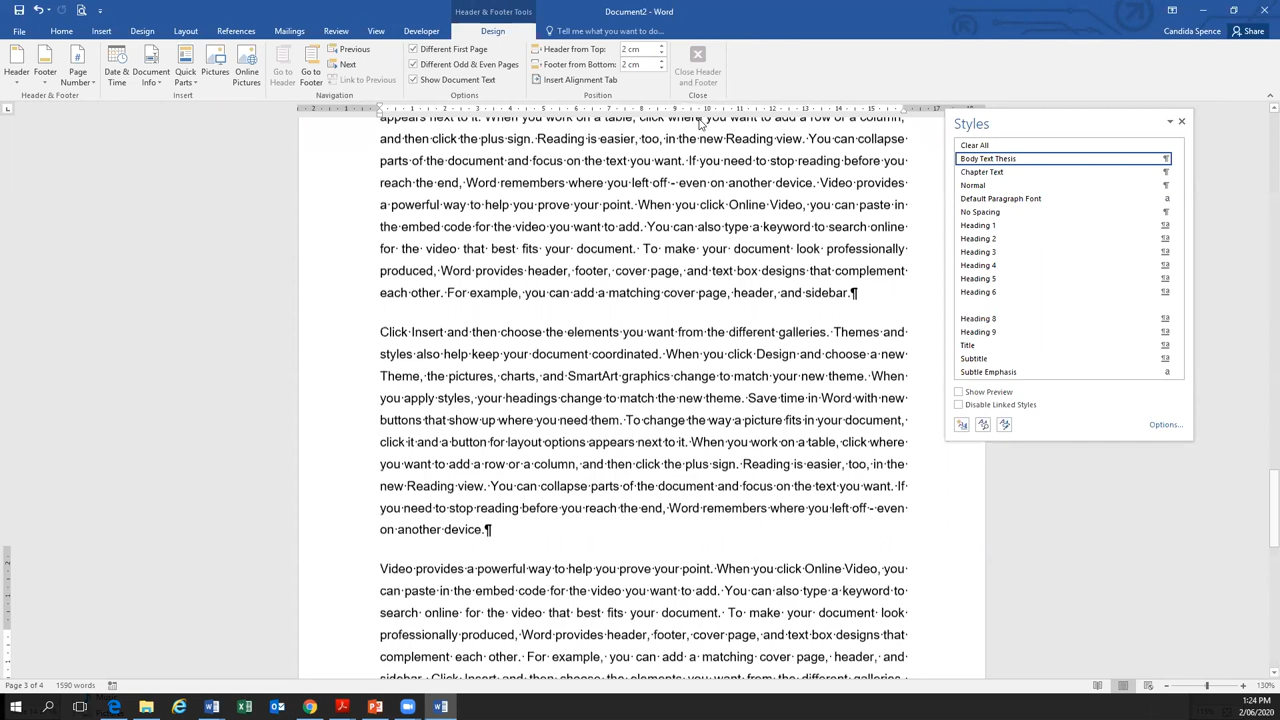 Header & Footer Tools
Document2 - Word
File Home Insert Design Layout References Mailings Review View Developer Design Tell me what you want to do...
Candida Spence Share
Header Footer Page Number
Header & Footer
Date & Time Document Info Quick Parts Pictures Online Pictures
Insert
Go to Header Go to Footer Previous Next Link to Previous
Navigation
Different First Page
Different Odd & Even Pages
Show Document Text
Options
Header from Top: 2 cm
Footer from Bottom: 2 cm
Insert Alignment Tab
Position
Close Header and Footer
Close
2 1 1 2 3 4 5 6 7 8 9 10 11 12 13 14 15 17 18
appears next to it. When you work on a table, click where you want to add a row or a column,
and then click the plus sign. Reading is easier, too, in the new Reading view. You can collapse
parts of the document and focus on the text you want. If you need to stop reading before you
reach the end, Word remembers where you left off - even on another device. Video provides
a powerful way to help you prove your point. When you click Online Video, you can paste in
the embed code for the video you want to add. You can also type a keyword to search online
for the video that best fits your document. To make your document look professionally
produced, Word provides header, footer, cover page, and text box designs that complement
each other. For example, you can add a matching cover page, header, and sidebar.¶
Click Insert and then choose the elements you want from the different galleries. Themes and
styles also help keep your document coordinated. When you click Design and choose a new
Theme, the pictures, charts, and SmartArt graphics change to match your new theme. When
you apply styles, your headings change to match the new theme. Save time in Word with new
buttons that show up where you need them. To change the way a picture fits in your document,
click it and a button for layout options appears next to it. When you work on a table, click where
you want to add a row or a column, and then click the plus sign. Reading is easier, too, in the
new Reading view. You can collapse parts of the document and focus on the text you want. If
you need to stop reading before you reach the end, Word remembers where you left off - even
on another device.¶
Video provides a powerful way to help you prove your point. When you click Online Video, you
can paste in the embed code for the video you want to add. You can also type a keyword to
search online for the video that best fits your document. To make your document look
professionally produced, Word provides header, footer, cover page, and text box designs that
complement each other. For example, you can add a matching cover page, header, and
sidebar. Click Insert and then choose the elements you want from the different galleries.
Styles
Clear All
Body Text Thesis ¶
Chapter Text ¶
Normal ¶
Default Paragraph Font a
No Spacing ¶
Heading 1 ¶a
Heading 2 ¶a
Heading 3 ¶a
Heading 4 ¶a
Heading 5 ¶a
Heading 6 ¶a
Heading 8 ¶a
Heading 9 ¶a
Title ¶a
Subtitle ¶a
Subtle Emphasis a
Show Preview
Disable Linked Styles
Options...
Page 3 of 4 1590 words
130%
1:24 PM
2/06/2020